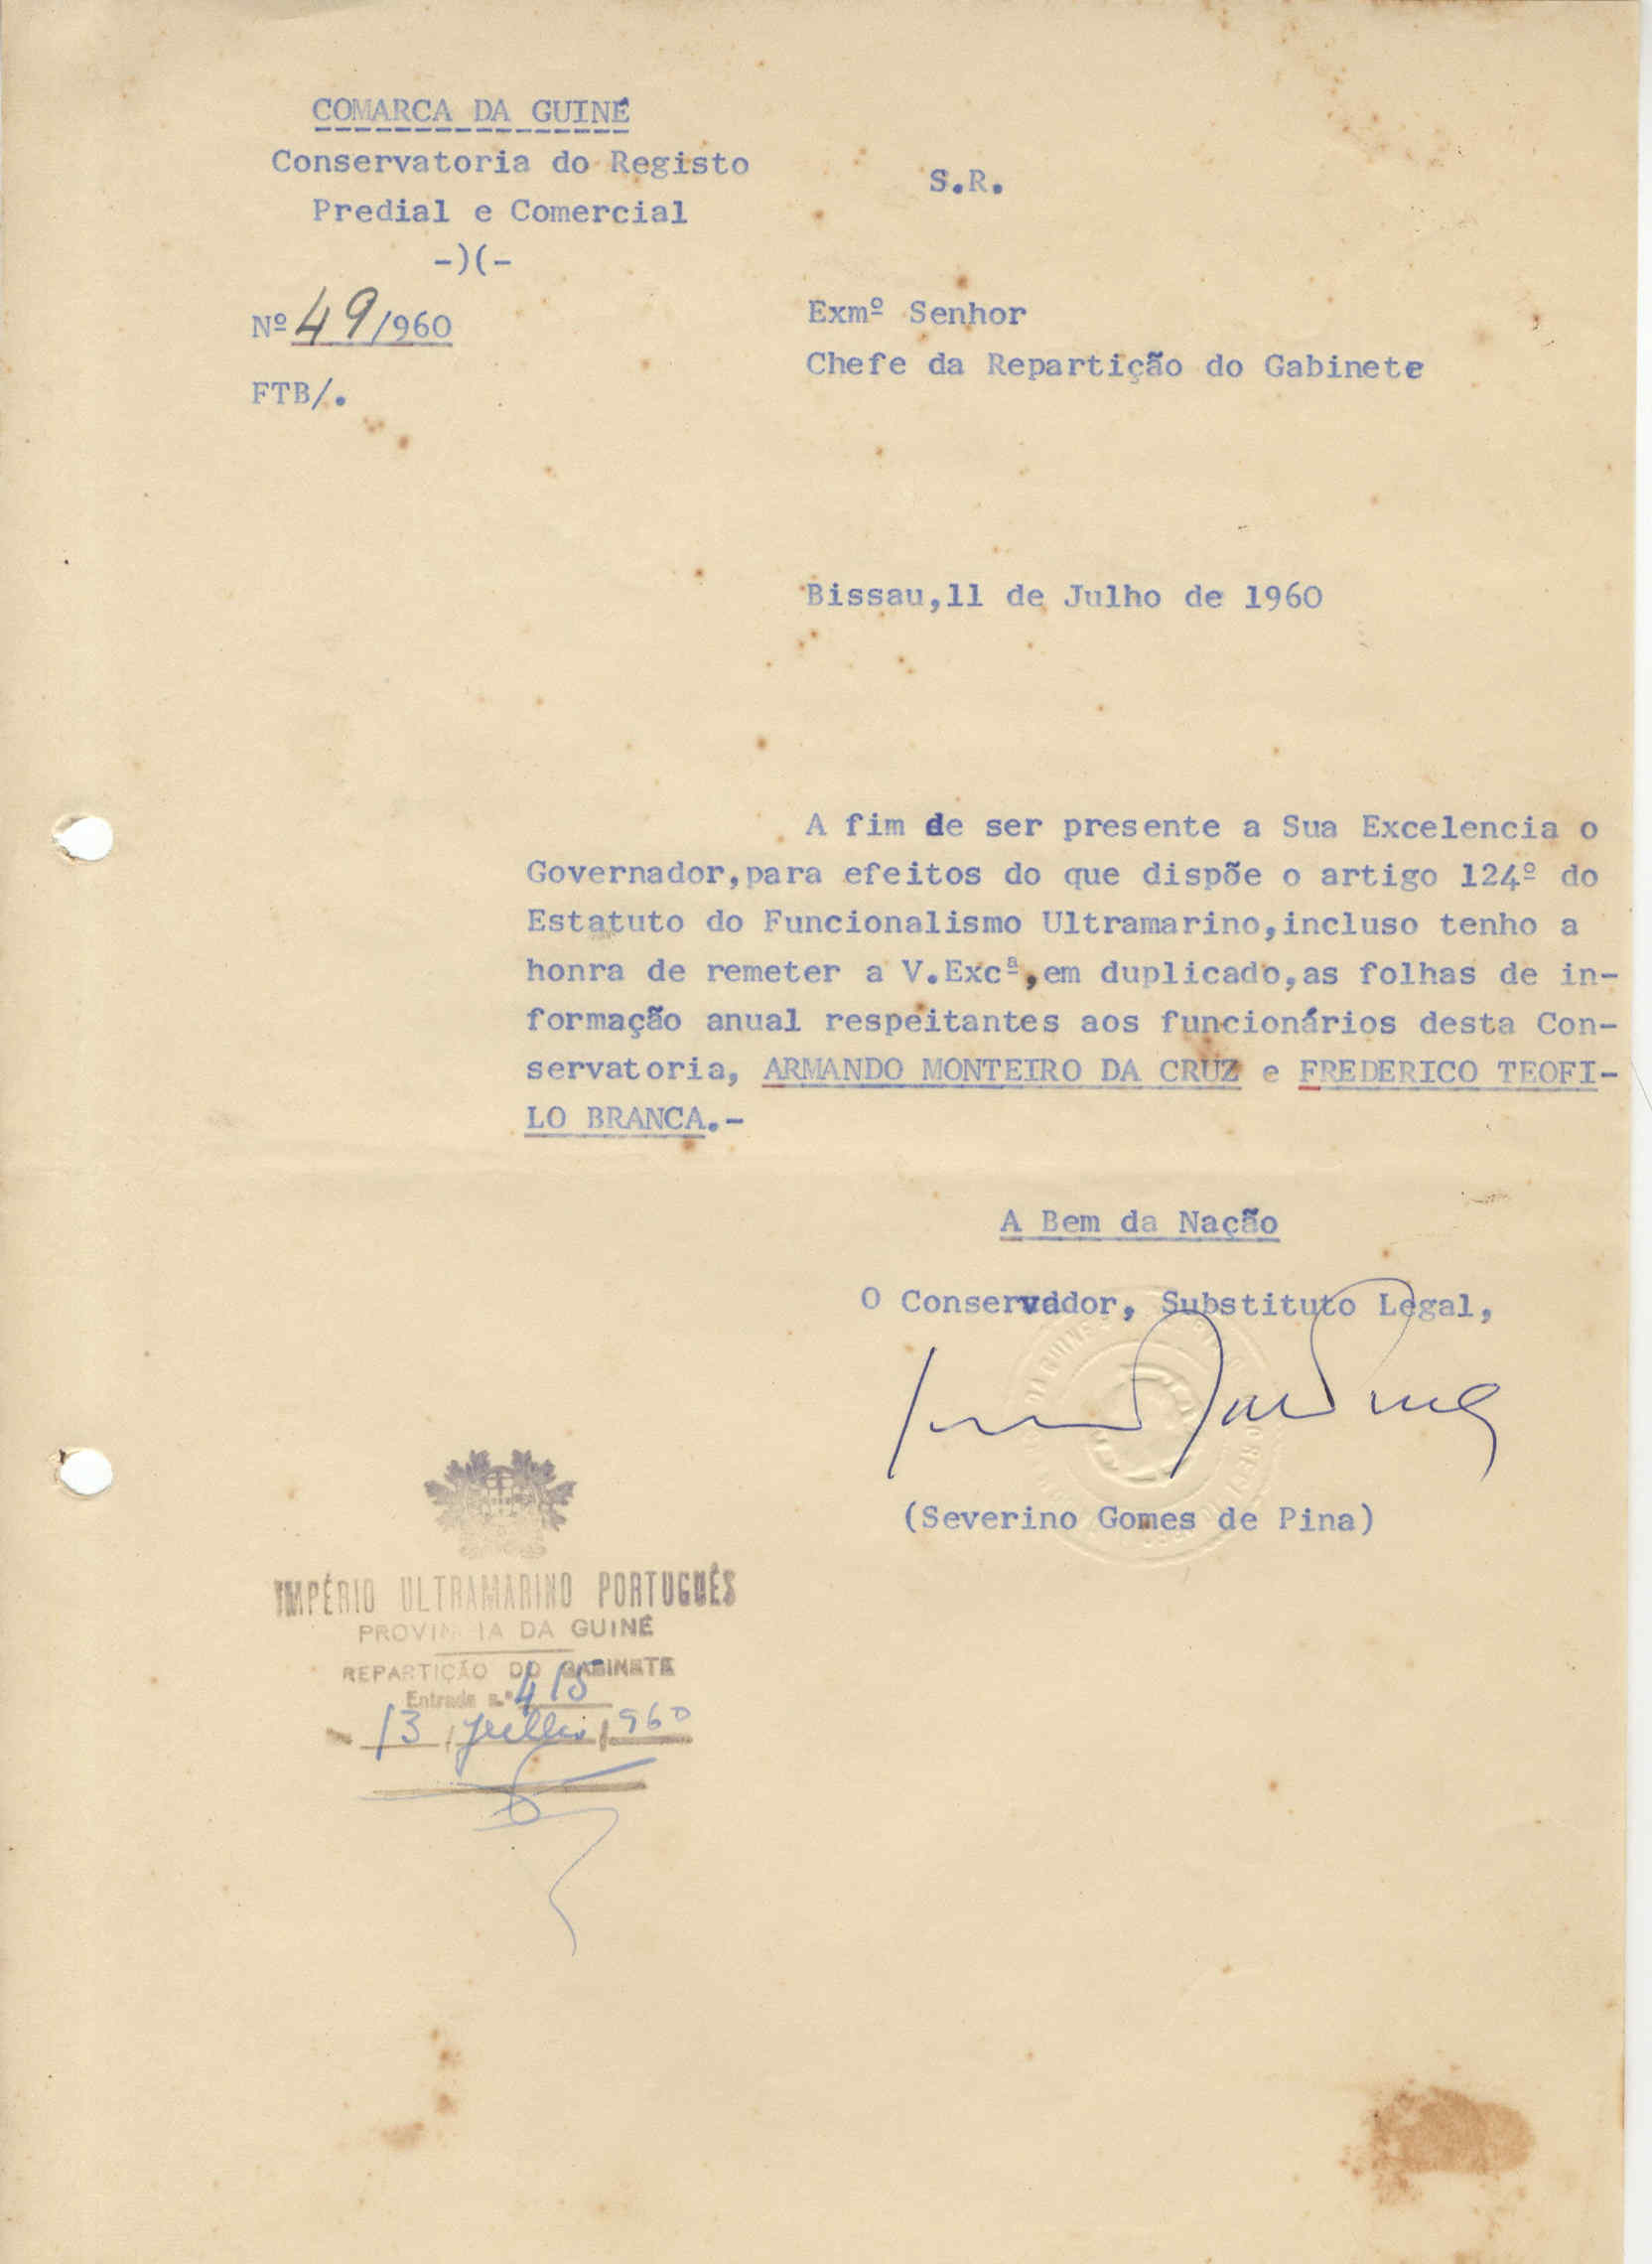 COMARCA DA GUINÉ
Conservatoria do Registo
Predial e Comercial
-)(-
Nº 49/960
FTB/.
S.R.
Exmº Senhor
Chefe da Repartição do Gabinete
Bissau,11 de Julho de 1960
A fim de ser presente a Sua Excelencia o
Governador,para efeitos do que dispõe o artigo 124º do
Estatuto do Funcionalismo Ultramarino,incluso tenho a
honra de remeter a V.Excª,em duplicado,as folhas de in-
formação anual respeitantes aos funcionários desta Con-
servatoria, ARMANDO MONTEIRO DA CRUZ e FREDERICO TEOFI-
LO BRANCA.-
A Bem da Nação
O Conservador, Substituto Legal,
(Severino Gomes de Pina)
IMPÉRIO ULTRAMARINO PORTUGUÊS
PROVINCIA DA GUINÉ
REPARTIÇÃO DO GABINETE
Entrada n.º 415
13 / Julho / 960